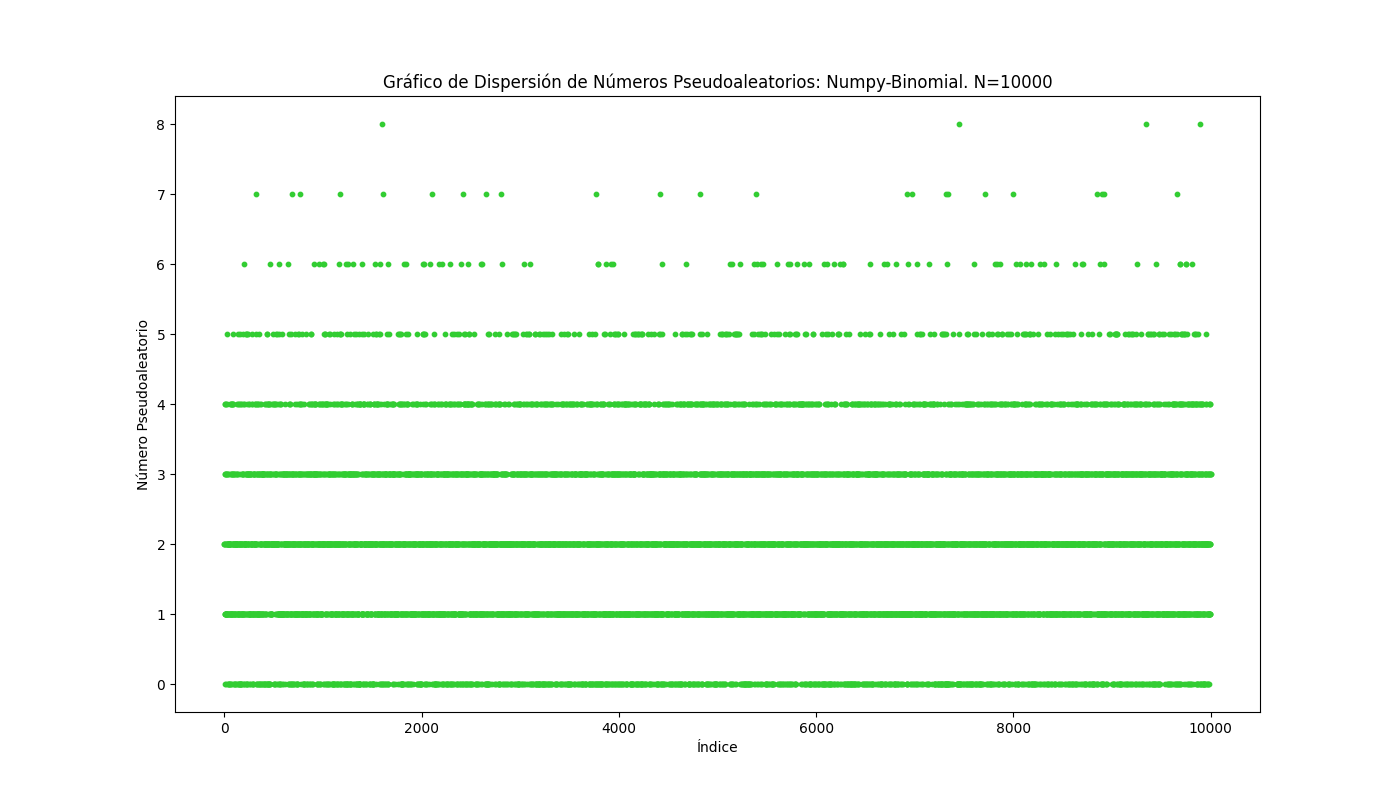 Gráfico de Dispersión de Números Pseudoaleatorios: Numpy-Binomial. N=10000
8
7
6
5
4
3
2
1
0
Número Pseudoaleatorio
0 2000 4000 6000 8000 10000
Índice